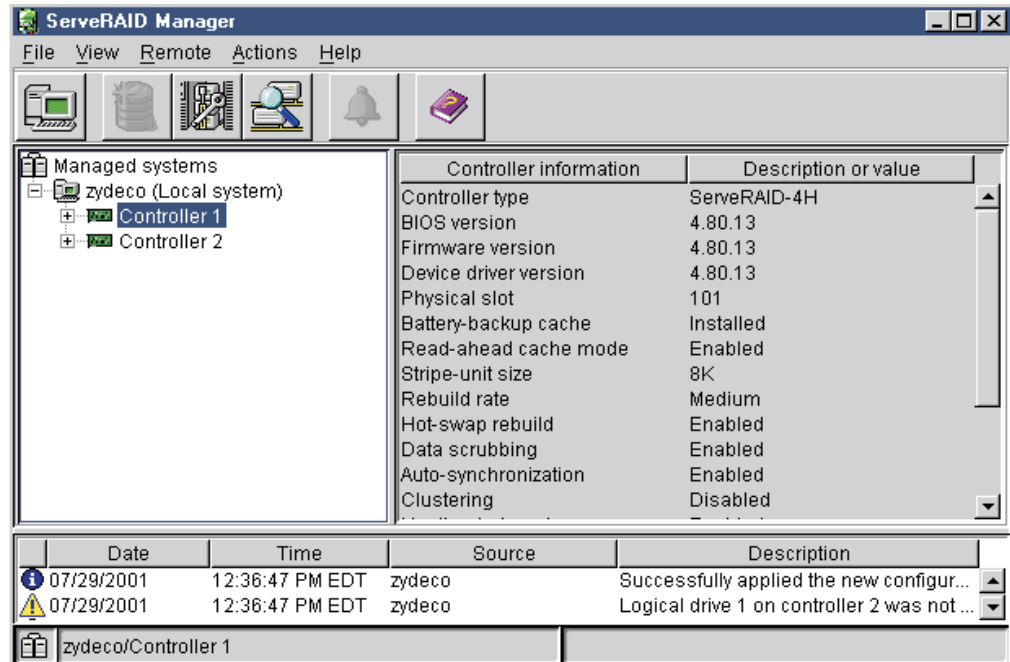 ServeRAID Manager
File View Remote Actions Help
Managed systems
zydeco (Local system)
Controller 1
Controller 2
Controller information Description or value
Controller type ServeRAID-4H
BIOS version 4.80.13
Firmware version 4.80.13
Device driver version 4.80.13
Physical slot 101
Battery-backup cache Installed
Read-ahead cache mode Enabled
Stripe-unit size 8K
Rebuild rate Medium
Hot-swap rebuild Enabled
Data scrubbing Enabled
Auto-synchronization Enabled
Clustering Disabled
Date Time Source Description
07/29/2001 12:36:47 PM EDT zydeco Successfully applied the new configur...
07/29/2001 12:36:47 PM EDT zydeco Logical drive 1 on controller 2 was not ...
zydeco/Controller 1